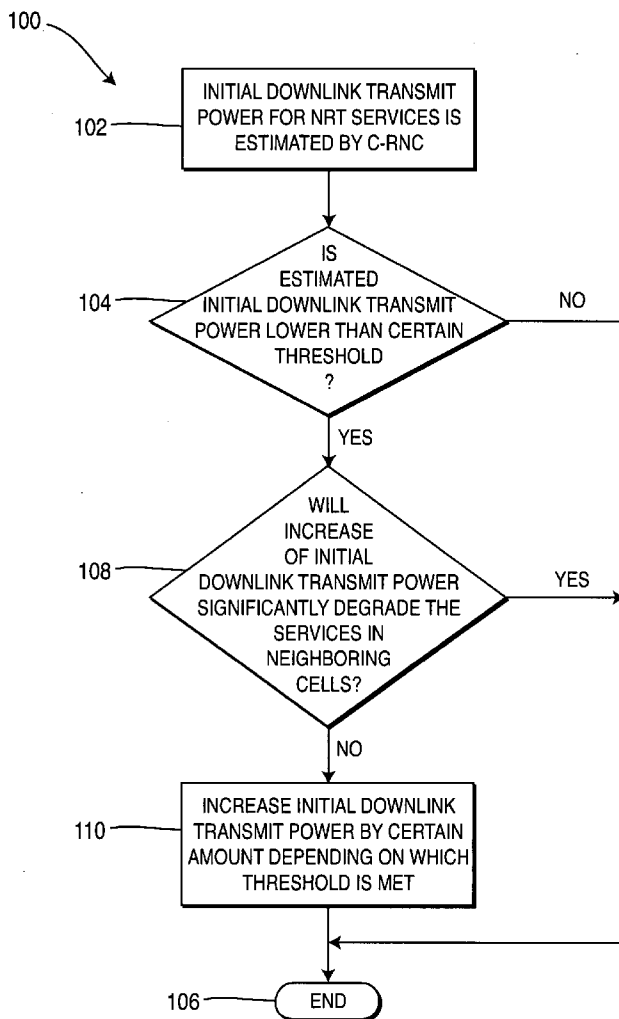 100
INITIAL DOWNLINK TRANSMIT
POWER FOR NRT SERVICES IS
ESTIMATED BY C-RNC
102
IS
ESTIMATED
INITIAL DOWNLINK TRANSMIT
POWER LOWER THAN CERTAIN
THRESHOLD
?
104
NO
YES
WILL
INCREASE
OF INITIAL
DOWNLINK TRANSMIT POWER
SIGNIFICANTLY DEGRADE THE
SERVICES IN
NEIGHBORING
CELLS?
108
YES
NO
INCREASE INITIAL DOWNLINK
TRANSMIT POWER BY CERTAIN
AMOUNT DEPENDING ON WHICH
THRESHOLD IS MET
110
106
END